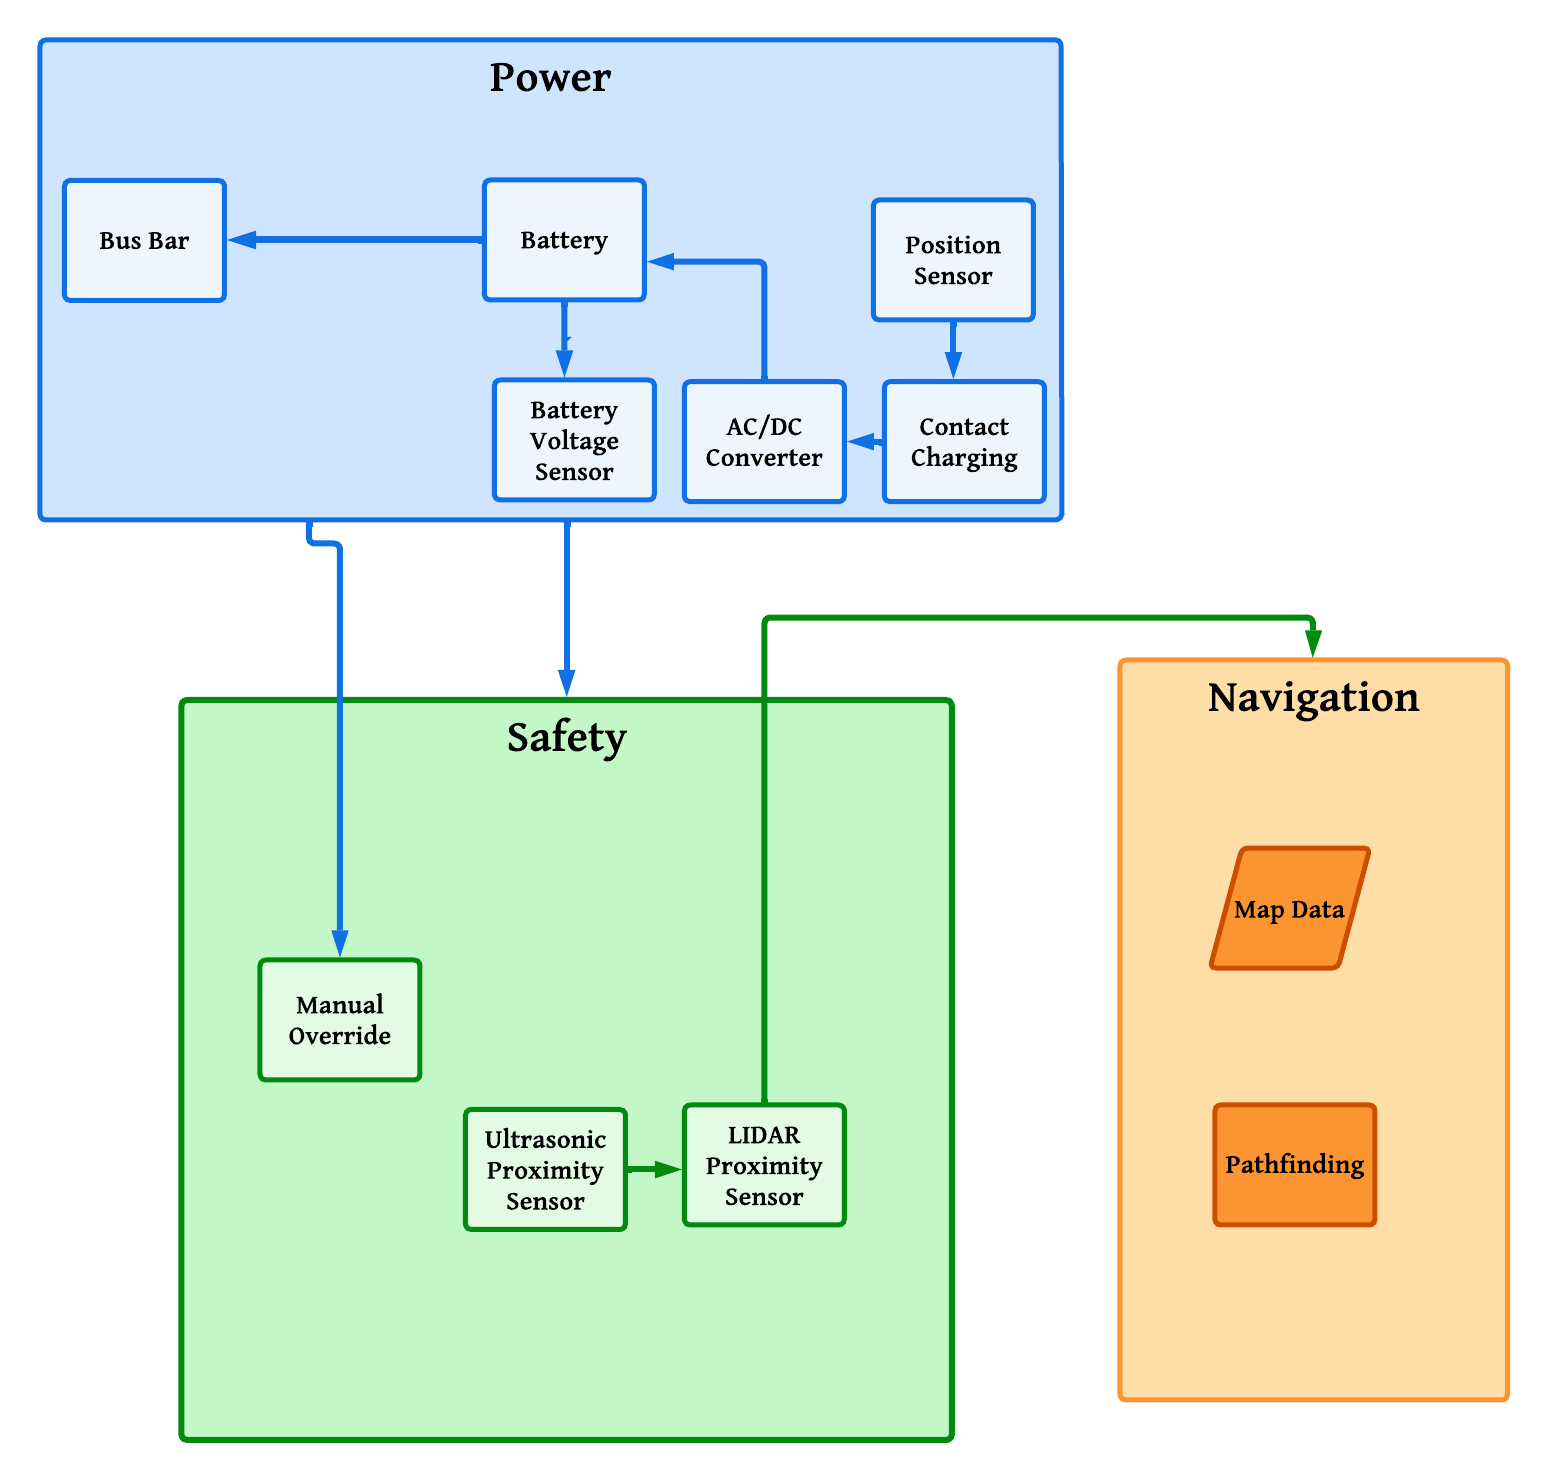 Power
Bus Bar
Battery
Position
Sensor
Battery
Voltage
Sensor
AC/DC
Converter
Contact
Charging
Safety
Manual
Override
Ultrasonic
Proximity
Sensor
LIDAR
Proximity
Sensor
Navigation
Map Data
Pathfinding